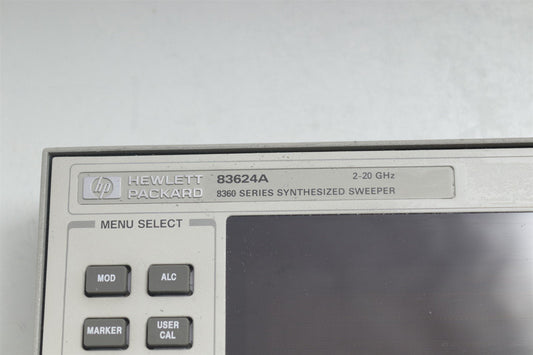 hp HEWLETT PACKARD 83624A 2-20 GHz
8360 SERIES SYNTHESIZED SWEEPER
MENU SELECT
MOD ALC
MARKER USER CAL